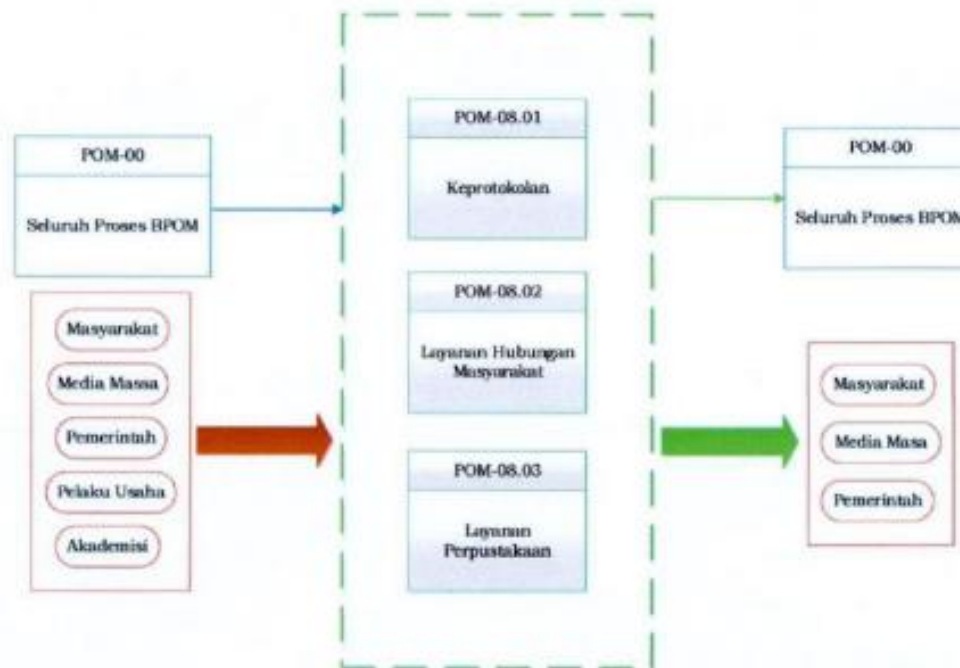 POM-00
Seluruh Proses BPOM
Masyarakat
Media Massa
Pemerintah
Pelaku Usaha
Akademisi
POM-08.01
Keprotokolan
POM-08.02
Layanan Hubungan
Masyarakat
POM-08.03
Layanan
Perpustakaan
POM-00
Seluruh Proses BPOM
Masyarakat
Media Masa
Pemerintah